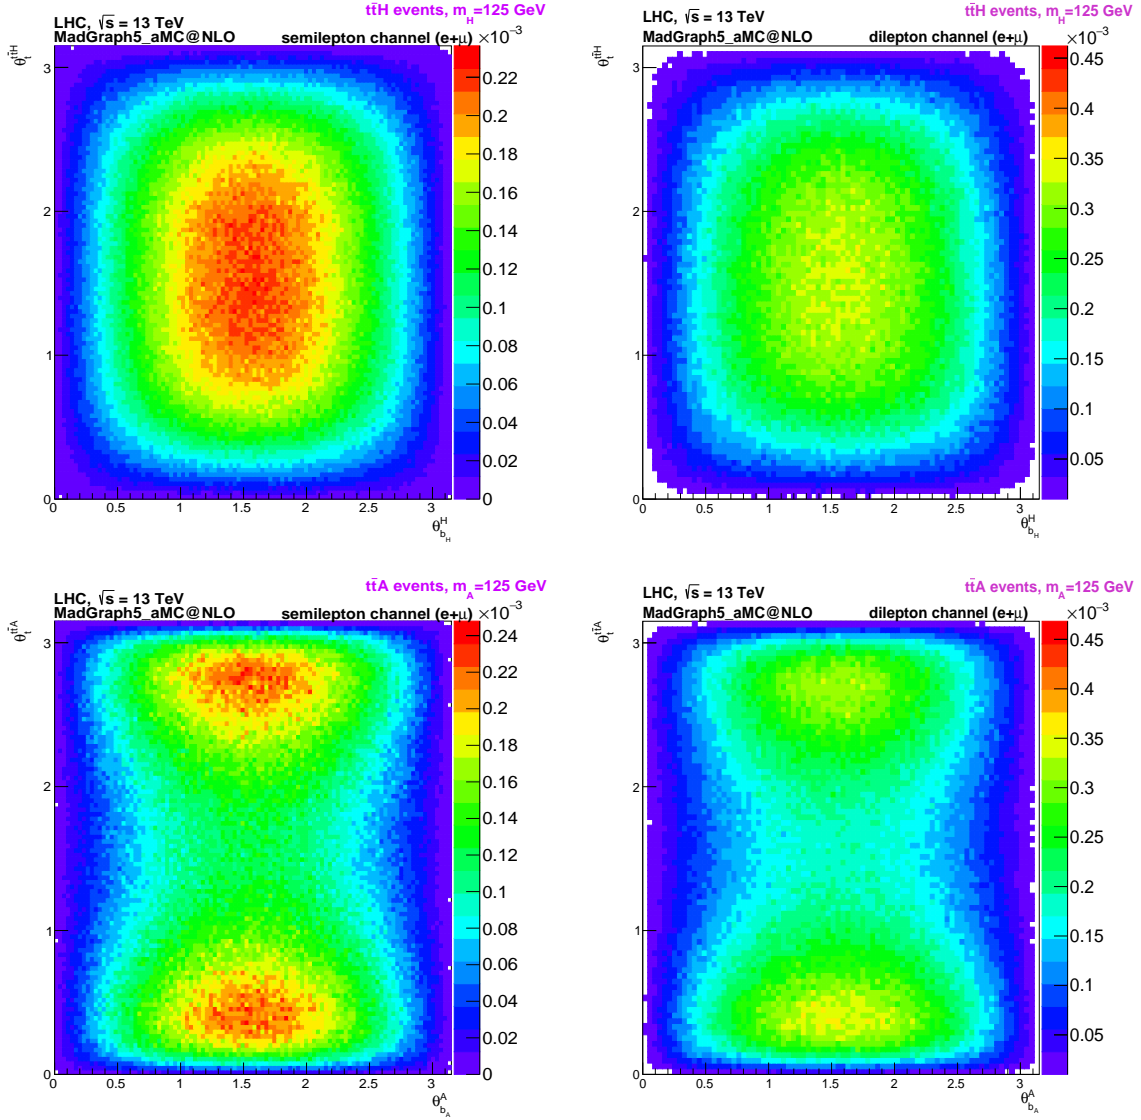 tt̄H events, m_H=125 GeV
LHC, √s = 13 TeV
MadGraph5_aMC@NLO semilepton channel (e+μ) ×10⁻³
θ_t^{tt̄H}
3
2
1
0
0 0.5 1 1.5 2 2.5 3
θ_{b_H}^H
0.22
0.2
0.18
0.16
0.14
0.12
0.1
0.08
0.06
0.04
0.02
0
tt̄H events, m_H=125 GeV
LHC, √s = 13 TeV
MadGraph5_aMC@NLO dilepton channel (e+μ) ×10⁻³
θ_t^{tt̄H}
3
2
1
0
0 0.5 1 1.5 2 2.5 3
θ_{b_H}^H
0.45
0.4
0.35
0.3
0.25
0.2
0.15
0.1
0.05
tt̄A events, m_A=125 GeV
LHC, √s = 13 TeV
MadGraph5_aMC@NLO semilepton channel (e+μ) ×10⁻³
θ_t^{tt̄A}
3
2
1
0
0 0.5 1 1.5 2 2.5 3
θ_{b_A}^A
0.24
0.22
0.2
0.18
0.16
0.14
0.12
0.1
0.08
0.06
0.04
0.02
0
tt̄A events, m_A=125 GeV
LHC, √s = 13 TeV
MadGraph5_aMC@NLO dilepton channel (e+μ) ×10⁻³
θ_t^{tt̄A}
3
2
1
0
0 0.5 1 1.5 2 2.5 3
θ_{b_A}^A
0.45
0.4
0.35
0.3
0.25
0.2
0.15
0.1
0.05